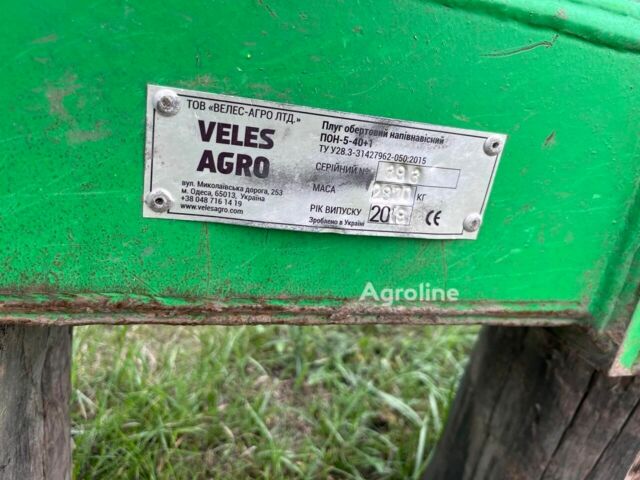 ТОВ «ВЕЛЕС-АГРО ЛТД.»
VELES
AGRO
вул. Миколаївська дорога, 253
м. Одеса, 65013, Україна
+38 048 716 14 19
www.velesagro.com
Плуг обертовий напівнавісний
ПОН-5-40+1
ТУ У28.3-31427962-050:2015
СЕРІЙНИЙ №
МАСА КГ
РІК ВИПУСКУ
Зроблено в Україні
CE
Agroline